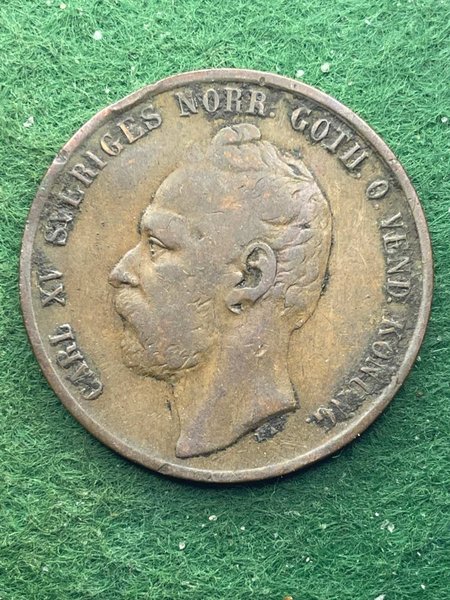 CARL XV SVERIGES NORR. GOTH. O VEND. KONUNG.